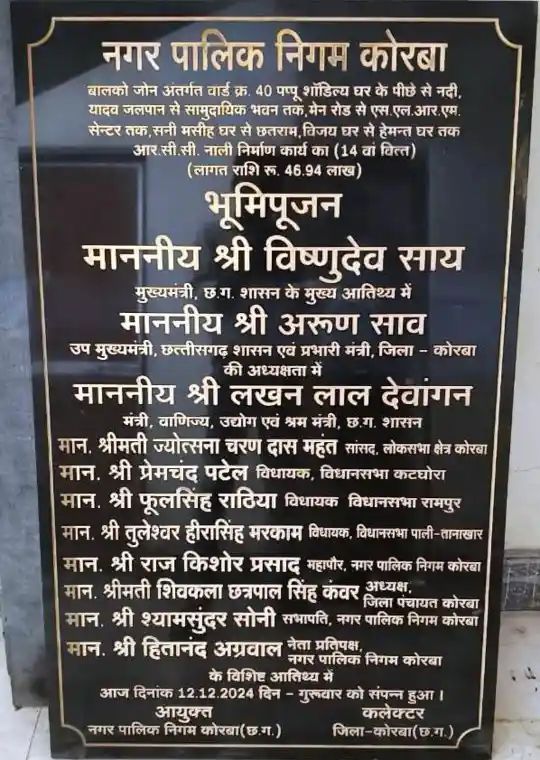 नगर पालिक निगम कोरबा
बालको जोन अंतर्गत वार्ड क्र. 40 पप्पू शॉडिल्य घर के पीछे से नदी,
यादव जलपान से सामुदायिक भवन तक,मेन रोड से एस.एल.आर.एम.
सेन्टर तक,सनी मसीह घर से छतराम,विजय घर से हेमन्त घर तक
आर.सी.सी. नाली निर्माण कार्य का (14 वां वित्त)
(लागत राशि रू. 46.94 लाख)
भूमिपूजन
माननीय श्री विष्णुदेव साय
मुख्यमंत्री, छ.ग. शासन के मुख्य आतिथ्य में
माननीय श्री अरूण साव
उप मुख्यमंत्री, छत्तीसगढ़ शासन एवं प्रभारी मंत्री, जिला – कोरबा
की अध्यक्षता में
माननीय श्री लखन लाल देवांगन
मंत्री, वाणिज्य, उद्योग एवं श्रम मंत्री, छ.ग. शासन
मान. श्रीमती ज्योत्सना चरण दास महंत सांसद, लोकसभा क्षेत्र कोरबा
मान. श्री प्रेमचंद पटेल विधायक, विधानसभा कटघोरा
मान. श्री फूलसिंह राठिया विधायक विधानसभा रामपुर
मान. श्री तुलेश्वर हीरासिंह मरकाम विधायक, विधानसभा पाली-तानाखार
मान. श्री राज किशोर प्रसाद महापौर, नगर पालिक निगम कोरबा
मान. श्रीमती शिवकला छत्रपाल सिंह कंवर अध्यक्ष,
जिला पंचायत कोरबा
मान. श्री श्यामसुंदर सोनी सभापति, नगर पालिक निगम कोरबा
मान. श्री हितानंद अग्रवाल नेता प्रतिपक्ष,
नगर पालिक निगम कोरबा
के विशिष्ट आतिथ्य में
आज दिनांक 12.12.2024 दिन – गुरूवार को संपन्न हुआ ।
आयुक्त
नगर पालिक निगम कोरबा(छ.ग.)
कलेक्टर
जिला-कोरबा(छ.ग.)